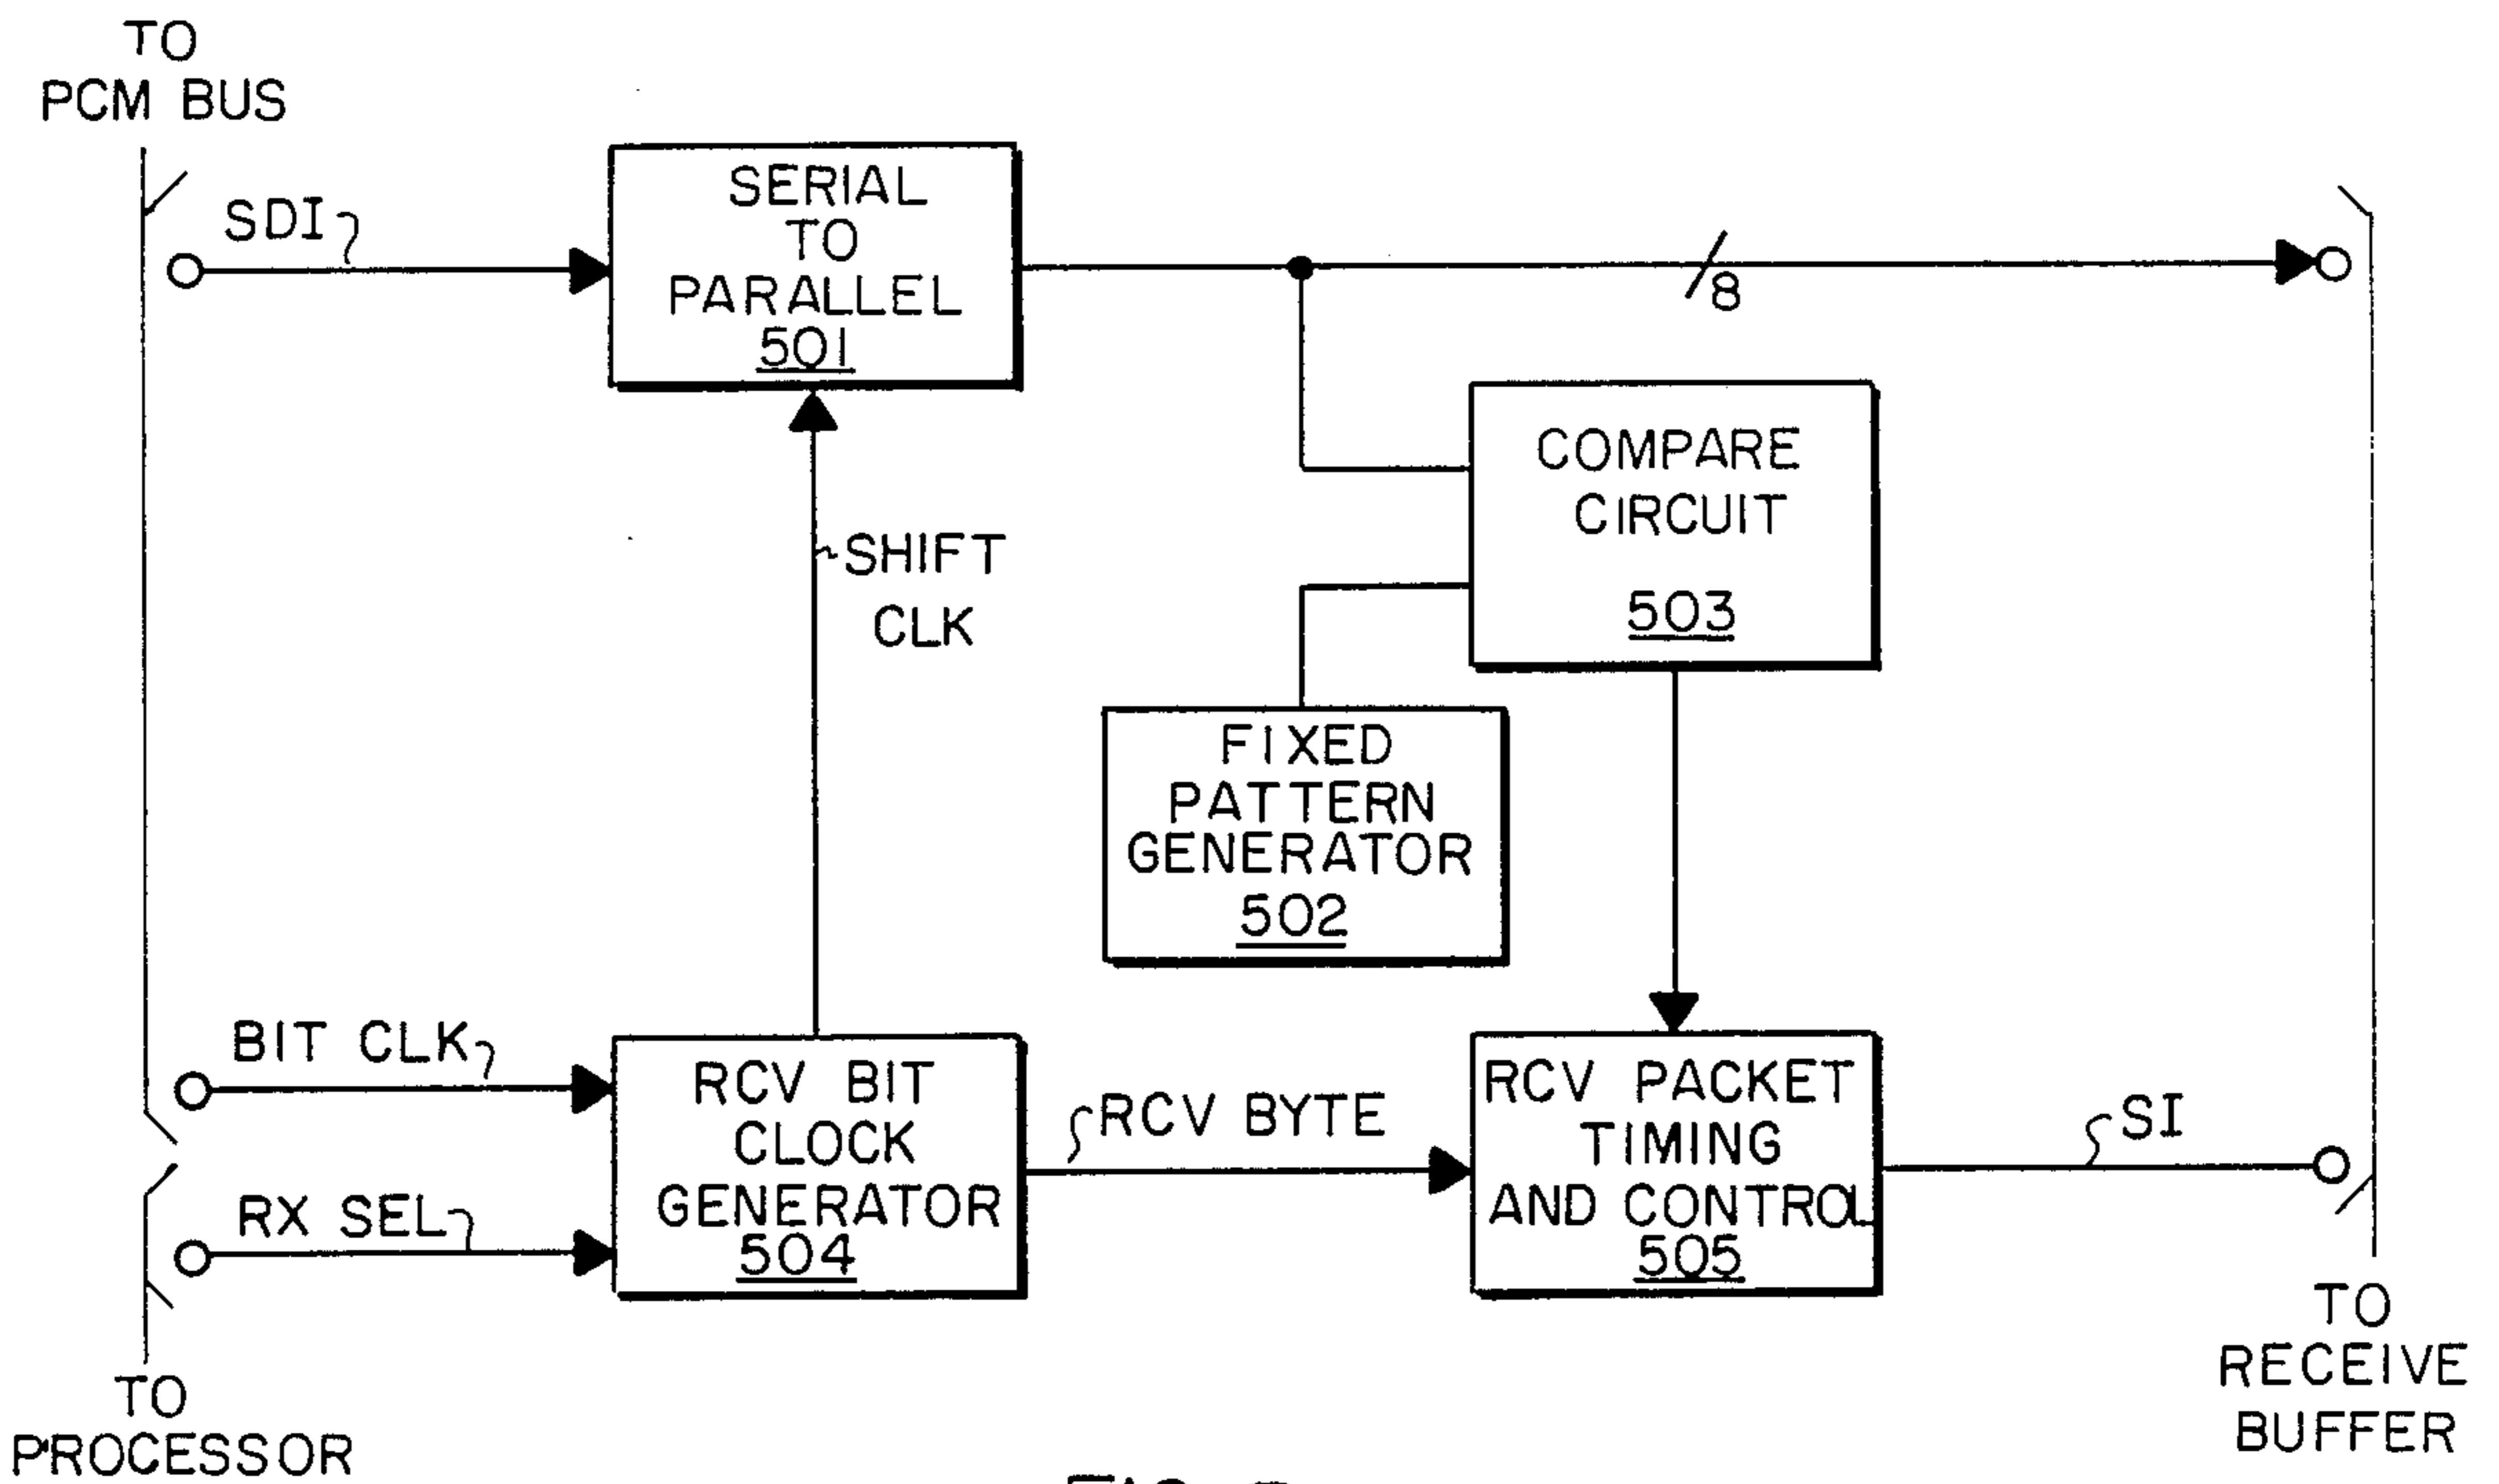 TO
PCM BUS
SDI
SERIAL
TO
PARALLEL
501
8
SHIFT
CLK
COMPARE
CIRCUIT
503
FIXED
PATTERN
GENERATOR
502
BIT CLK
RX SEL
RCV BIT
CLOCK
GENERATOR
504
RCV BYTE
RCV PACKET
TIMING
AND CONTROL
505
SI
TO
PROCESSOR
TO
RECEIVE
BUFFER